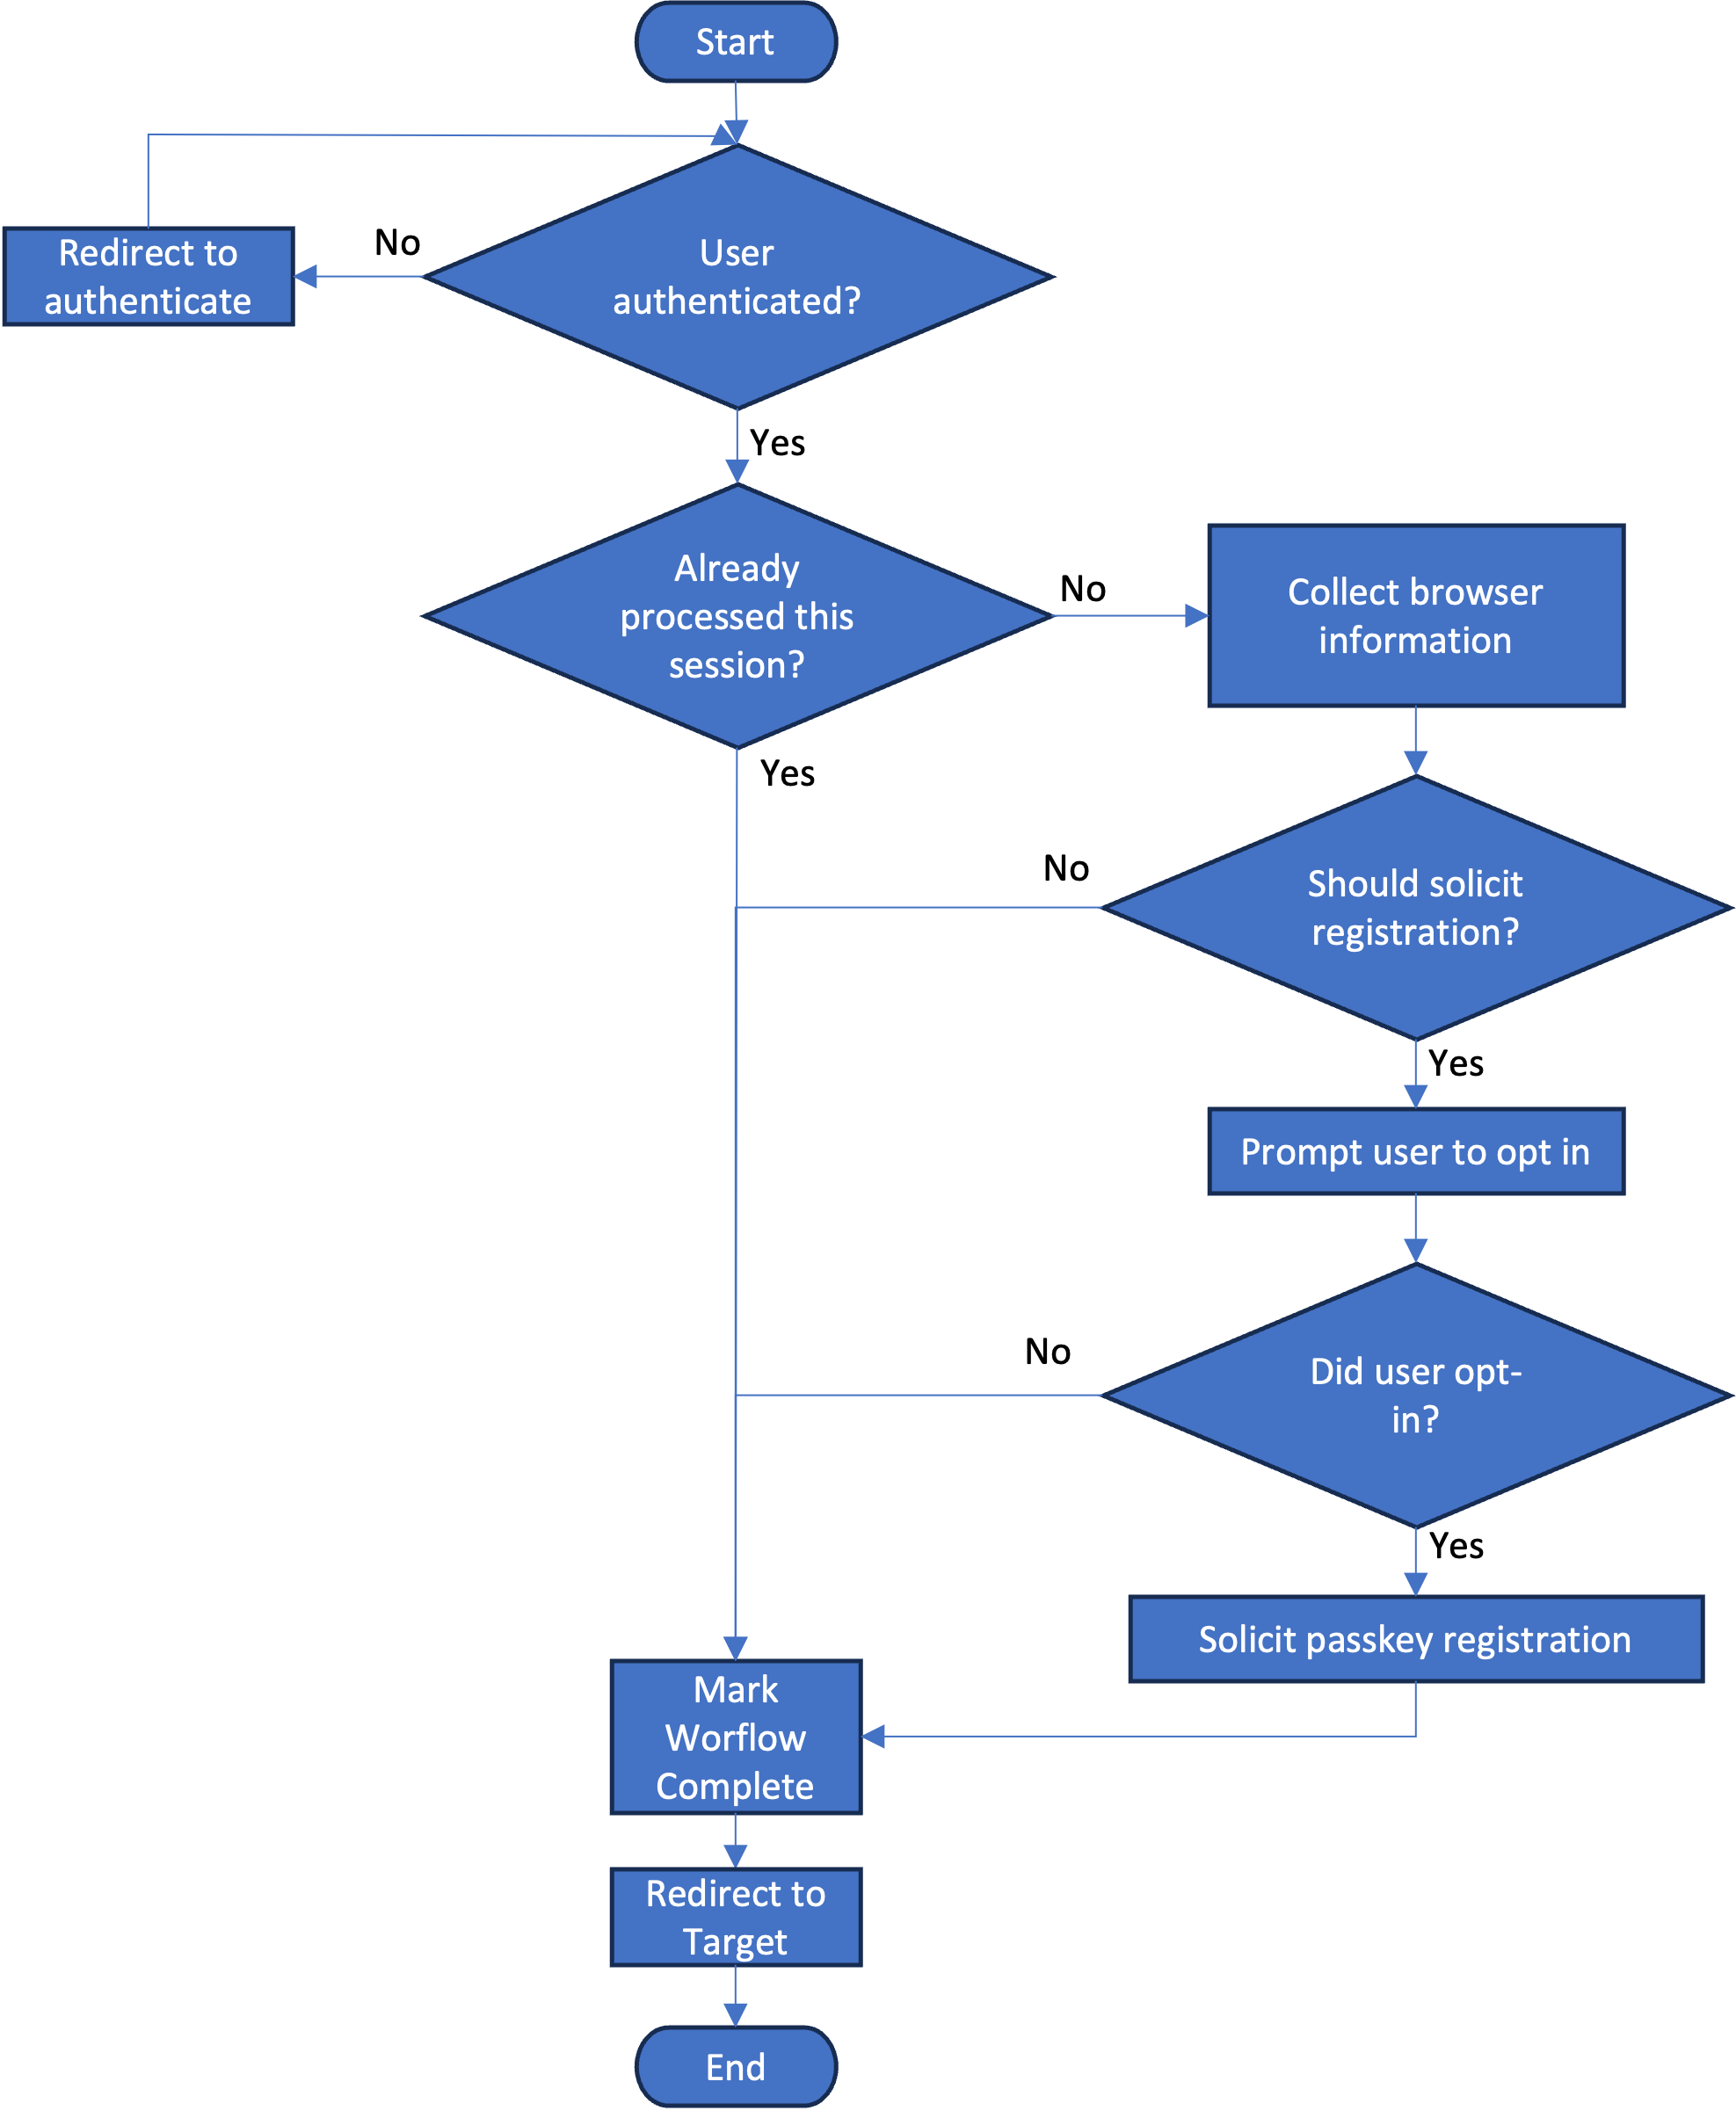 Start
User
authenticated?
No
Redirect to
authenticate
Yes
Already
processed this
session?
No
Collect browser
information
Yes
Should solicit
registration?
No
Yes
Prompt user to opt in
Did user opt-
in?
No
Yes
Solicit passkey registration
Mark
Worflow
Complete
Redirect to
Target
End